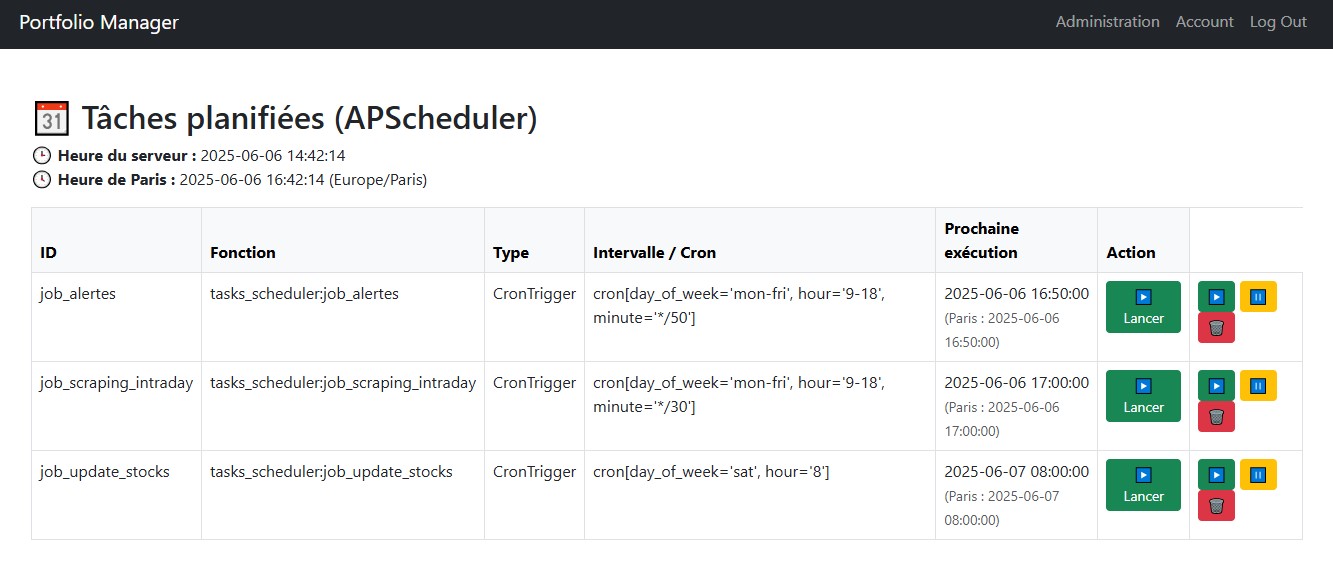 Portfolio Manager
Administration Account Log Out
31 Tâches planifiées (APScheduler)
Heure du serveur : 2025-06-06 14:42:14
Heure de Paris : 2025-06-06 16:42:14 (Europe/Paris)
ID Fonction Type Intervalle / Cron Prochaine
exécution Action
job_alertes tasks_scheduler:job_alertes CronTrigger cron[day_of_week='mon-fri', hour='9-18',
minute='*/50'] 2025-06-06 16:50:00
(Paris : 2025-06-06
16:50:00)
Lancer
job_scraping_intraday tasks_scheduler:job_scraping_intraday CronTrigger cron[day_of_week='mon-fri', hour='9-18',
minute='*/30'] 2025-06-06 17:00:00
(Paris : 2025-06-06
17:00:00)
Lancer
job_update_stocks tasks_scheduler:job_update_stocks CronTrigger cron[day_of_week='sat', hour='8'] 2025-06-07 08:00:00
(Paris : 2025-06-07
08:00:00)
Lancer